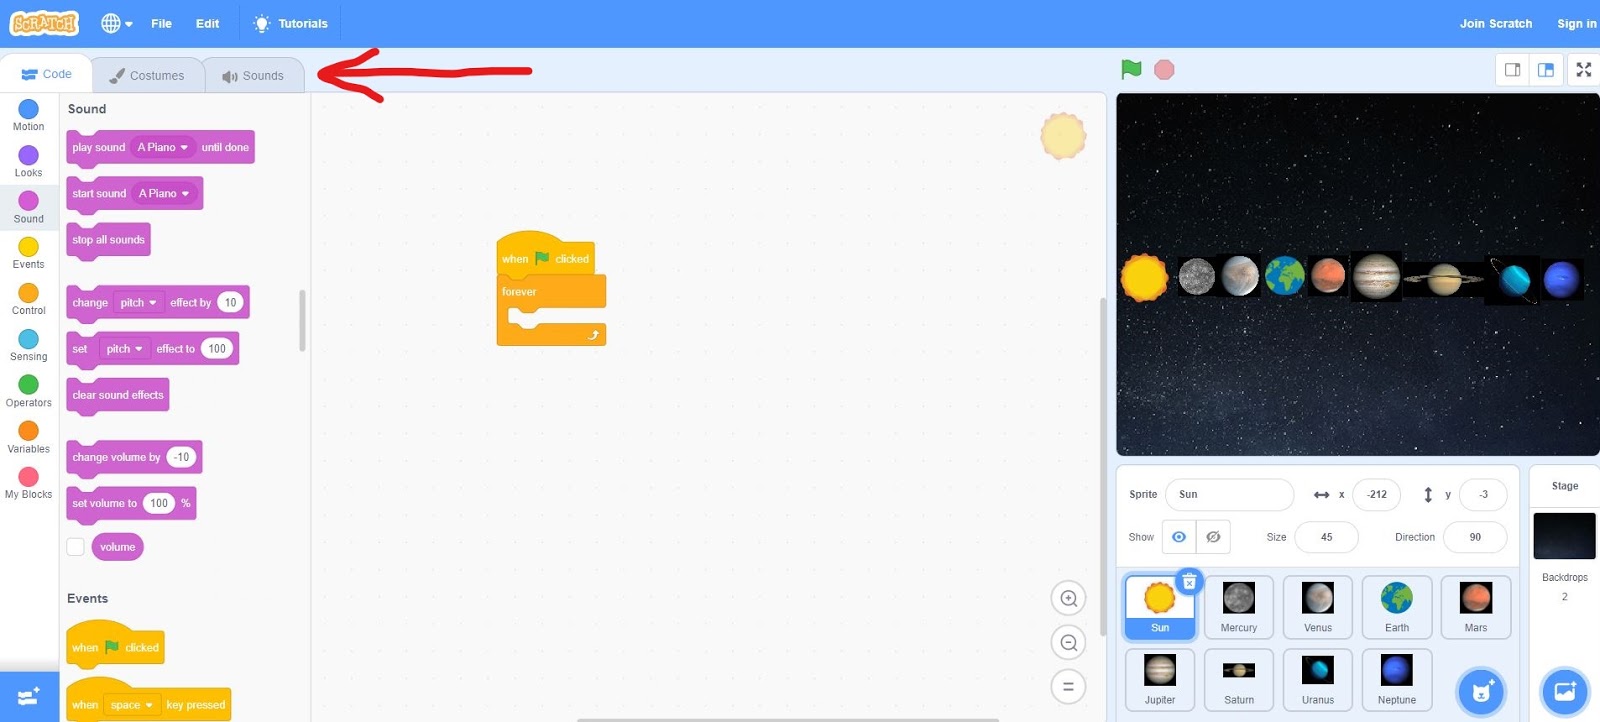 SCRATCH File Edit Tutorials Join Scratch Sign in
Code Costumes Sounds
Motion
Looks
Sound
Events
Control
Sensing
Operators
Variables
My Blocks
Sound
play sound A Piano until done
start sound A Piano
stop all sounds
change pitch effect by 10
set pitch effect to 100
clear sound effects
change volume by -10
set volume to 100 %
volume
Events
when clicked
when space key pressed
when clicked
forever
Sprite Sun x -212 y -3
Show Size 45 Direction 90
Sun Mercury Venus Earth Mars
Jupiter Saturn Uranus Neptune
Stage
Backdrops
2